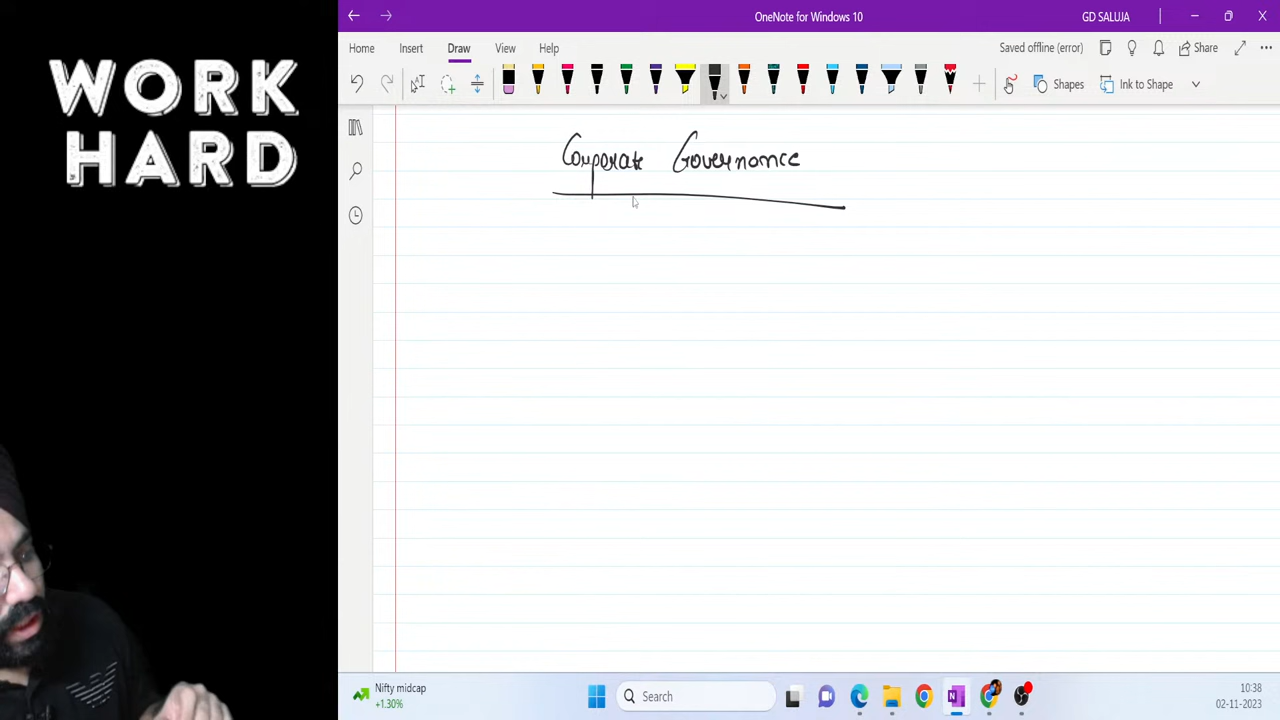 WORK
HARD
OneNote for Windows 10
GD SALUJA
Home Insert Draw View Help
Saved offline (error)
Share
Shapes
Ink to Shape
Corporate Governance
Nifty midcap
+1.30%
Search
10:38
02-11-2023